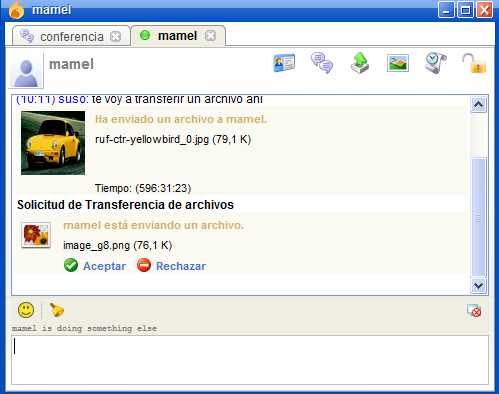 mamel
conferencia
mamel
mamel
(10:11) suso: te voy a transferir un archivo ahi
Ha enviado un archivo a mamel.
ruf-ctr-yellowbird_0.jpg (79,1 K)
Tiempo: (596:31:23)
Solicitud de Transferencia de archivos
mamel está enviando un archivo.
image_g8.png (76,1 K)
Aceptar
Rechazar
mamel is doing something else